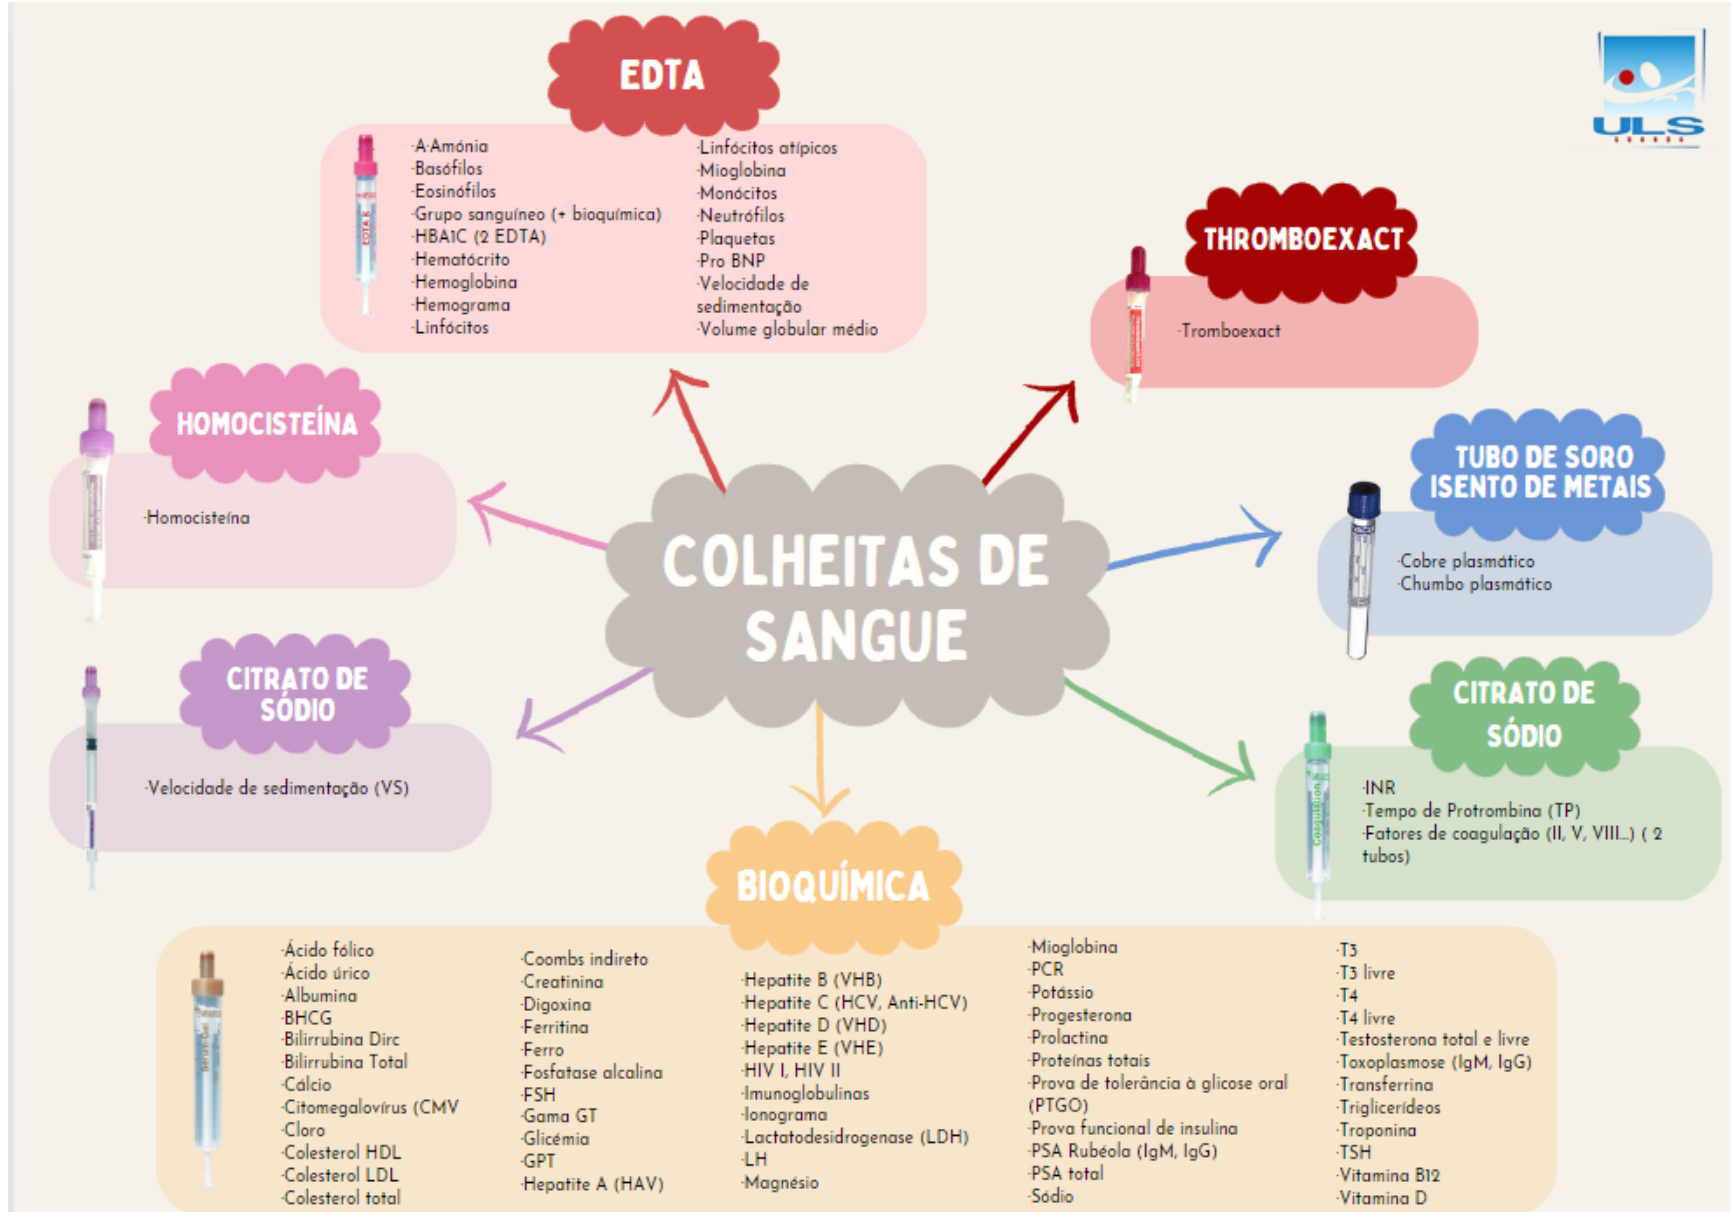 EDTA
·A·Amónia
·Basófilos
·Eosinófilos
·Grupo sanguíneo (+ bioquímica)
·HBA1C (2 EDTA)
·Hematócrito
·Hemoglobina
·Hemograma
·Linfócitos
·Linfócitos atípicos
·Mioglobina
·Monócitos
·Neutrófilos
·Plaquetas
·Pro BNP
·Velocidade de
sedimentação
·Volume globular médio
EDTA K
ULS
THROMBOEXACT
·Tromboexact
HOMOCISTEÍNA
·Homocisteína
TUBO DE SORO
ISENTO DE METAIS
·Cobre plasmático
·Chumbo plasmático
COLHEITAS DE
SANGUE
CITRATO DE
SÓDIO
·Velocidade de sedimentação (VS)
CITRATO DE
SÓDIO
Coagulation
·INR
·Tempo de Protrombina (TP)
·Fatores de coagulação (II, V, VIII...) ( 2
tubos)
BIOQUÍMICA
Serum-Gel
·Ácido fólico
·Ácido úrico
·Albumina
·BHCG
·Bilirrubina Dirc
·Bilirrubina Total
·Cálcio
·Citomegalovírus (CMV
·Cloro
·Colesterol HDL
·Colesterol LDL
·Colesterol total
·Coombs indireto
·Creatinina
·Digoxina
·Ferritina
·Ferro
·Fosfatase alcalina
·FSH
·Gama GT
·Glicémia
·GPT
·Hepatite A (HAV)
·Hepatite B (VHB)
·Hepatite C (HCV, Anti-HCV)
·Hepatite D (VHD)
·Hepatite E (VHE)
·HIV I, HIV II
·Imunoglobulinas
·Ionograma
·Lactatodesidrogenase (LDH)
·LH
·Magnésio
·Mioglobina
·PCR
·Potássio
·Progesterona
·Prolactina
·Proteínas totais
·Prova de tolerância à glicose oral
(PTGO)
·Prova funcional de insulina
·PSA Rubéola (IgM, IgG)
·PSA total
·Sódio
·T3
·T3 livre
·T4
·T4 livre
·Testosterona total e livre
·Toxoplasmose (IgM, IgG)
·Transferrina
·Triglicerídeos
·Troponina
·TSH
·Vitamina B12
·Vitamina D